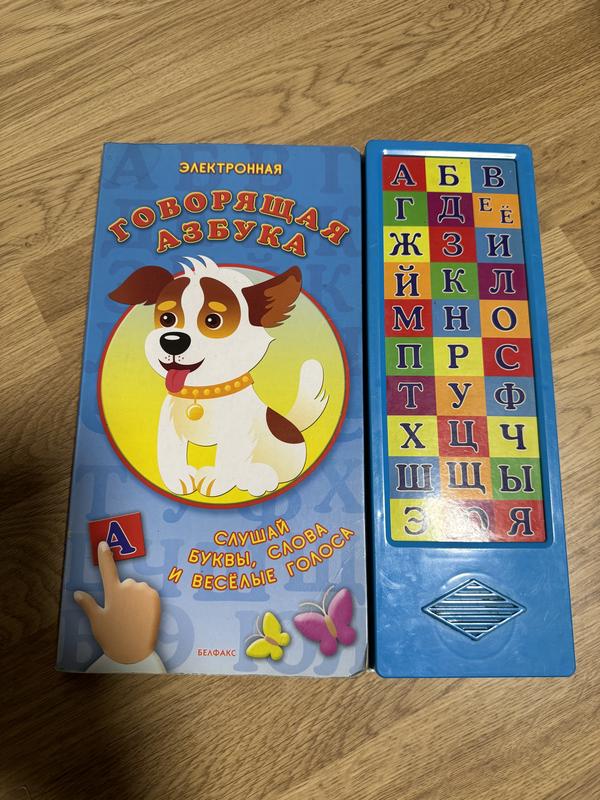 ЭЛЕКТРОННАЯ
ГОВОРЯЩАЯ
АЗБУКА
А
СЛУШАЙ
БУКВЫ, СЛОВА
И ВЕСЁЛЫЕ ГОЛОСА
БЕЛФАКС
А Б В
Г Д Е Ё
Ж З И
Й К Л
М Н О
П Р С
Т У Ф
Х Ц Ч
Ш Щ Ы
Э Ю Я